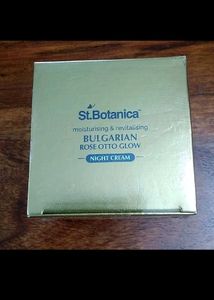 St.Botanica
moisturising & revitalising
BULGARIAN
ROSE OTTO GLOW
NIGHT CREAM